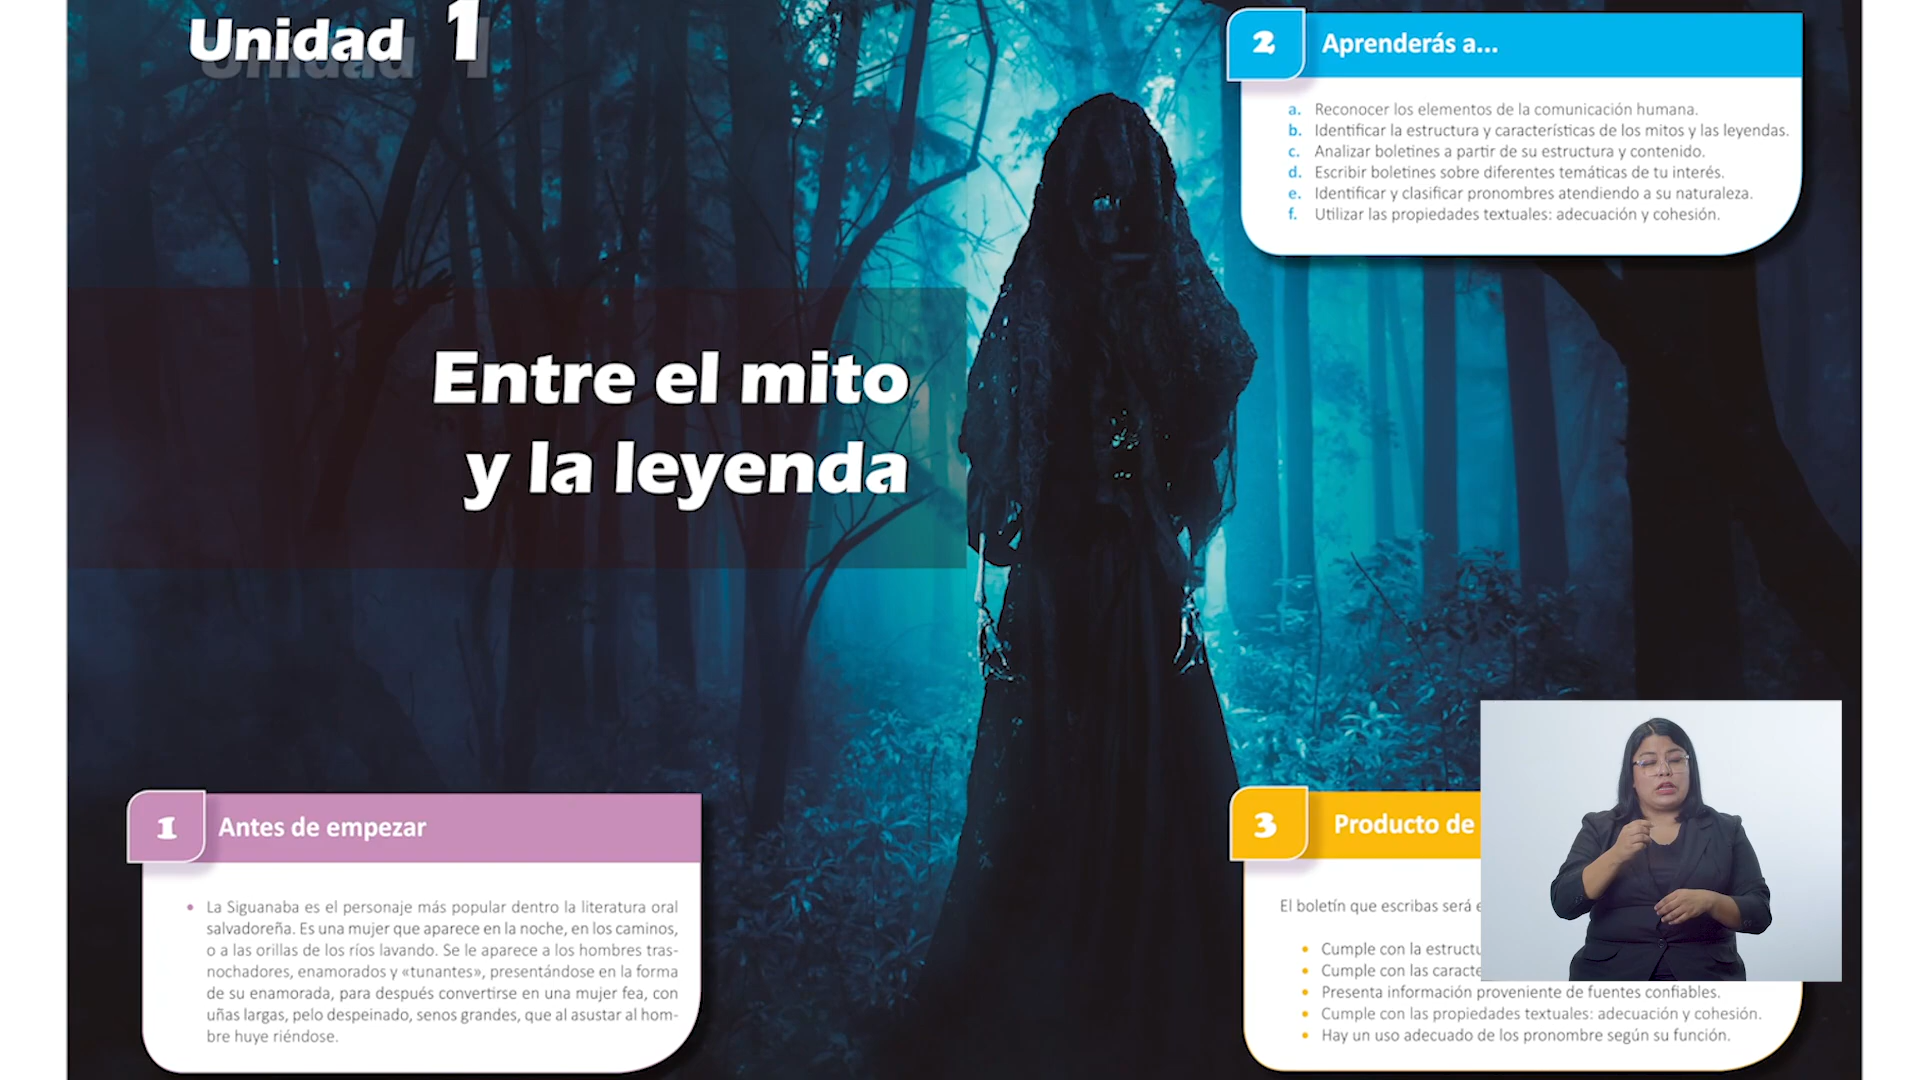 Unidad 1
Entre el mito
y la leyenda
1 Antes de empezar
• La Siguanaba es el personaje más popular dentro la literatura oral
salvadoreña. Es una mujer que aparece en la noche, en los caminos,
o a las orillas de los ríos lavando. Se le aparece a los hombres tras-
nochadores, enamorados y «tunantes», presentándose en la forma
de su enamorada, para después convertirse en una mujer fea, con
uñas largas, pelo despeinado, senos grandes, que al asustar al hom-
bre huye riéndose.
2 Aprenderás a...
a. Reconocer los elementos de la comunicación humana.
b. Identificar la estructura y características de los mitos y las leyendas.
c. Analizar boletines a partir de su estructura y contenido.
d. Escribir boletines sobre diferentes temáticas de tu interés.
e. Identificar y clasificar pronombres atendiendo a su naturaleza.
f. Utilizar las propiedades textuales: adecuación y cohesión.
3 Producto de
El boletín que escribas será
• Cumple con la
• Cumple con las
• Presenta información proveniente de fuentes confiables.
• Cumple con las propiedades textuales: adecuación y cohesión.
• Hay un uso adecuado de los pronombre según su función.